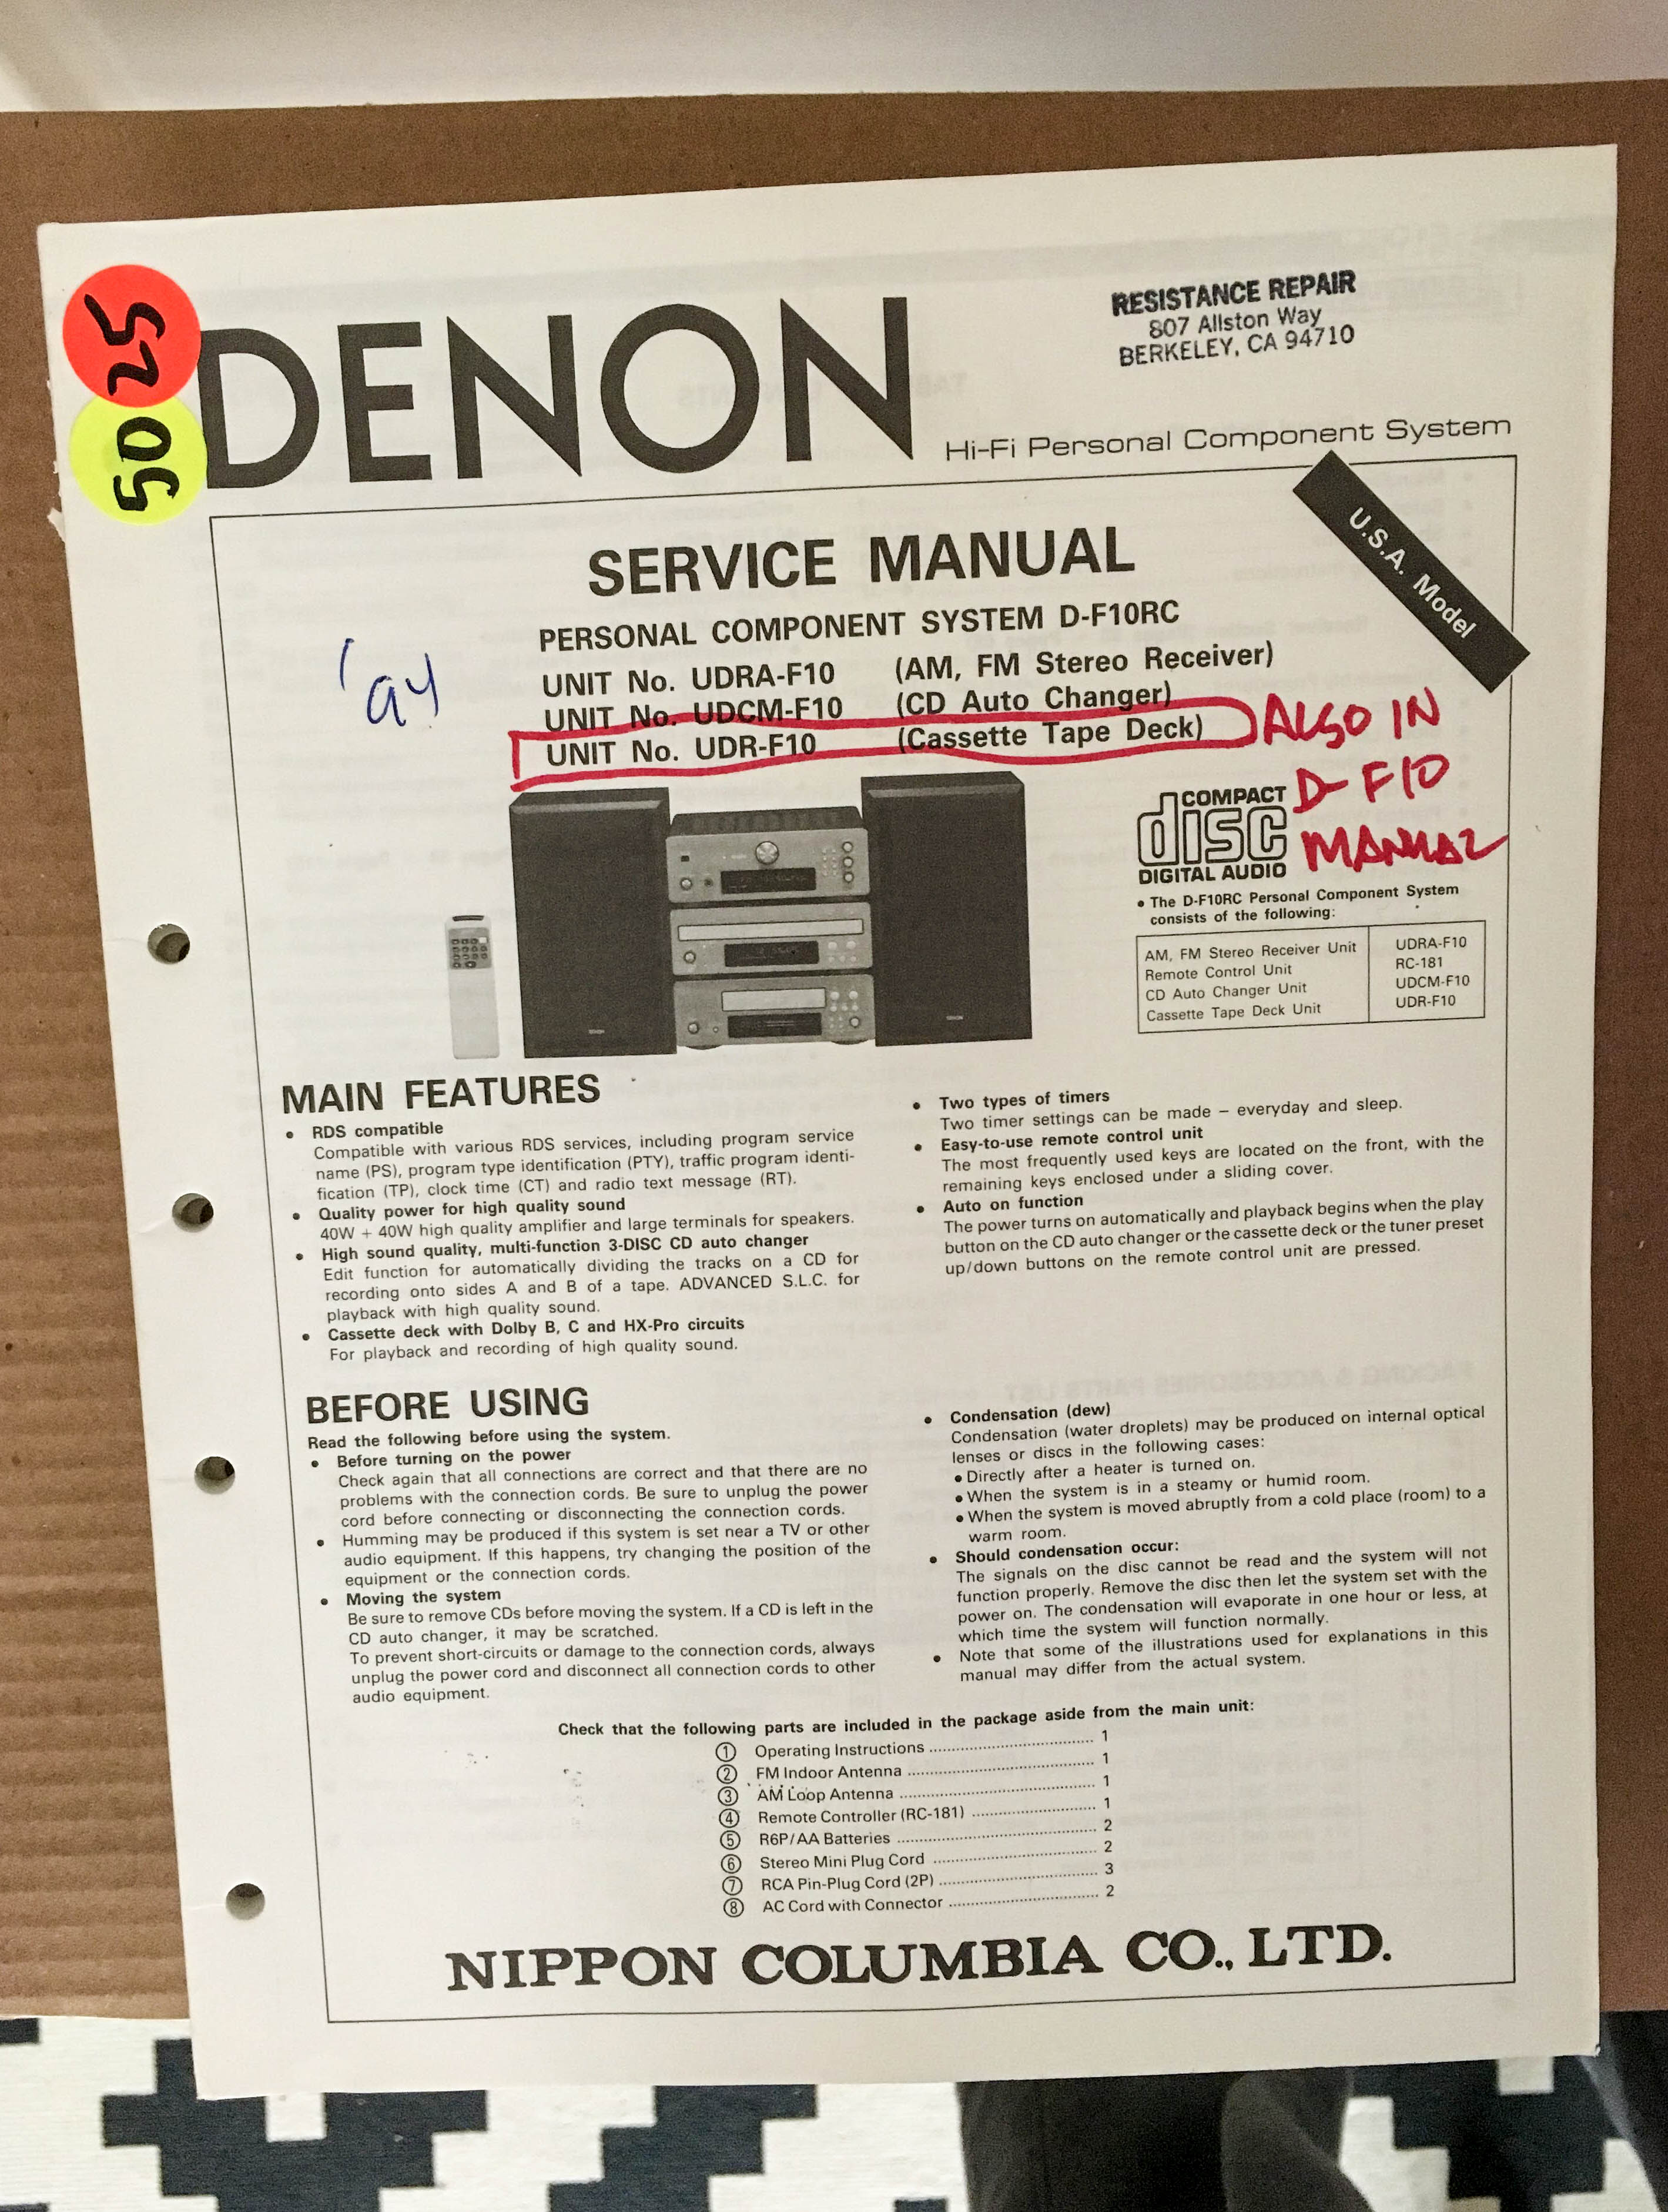 25
50
DENON
RESISTANCE REPAIR
807 Allston Way
BERKELEY, CA 94710
Hi-Fi Personal Component System
U.S.A. Model
SERVICE MANUAL
PERSONAL COMPONENT SYSTEM D-F10RC
UNIT No. UDRA-F10 (AM, FM Stereo Receiver)
UNIT No. UDCM-F10 (CD Auto Changer)
UNIT No. UDR-F10 (Cassette Tape Deck)
'94
ALSO IN
D-F10
MANUAL
COMPACT
disc
DIGITAL AUDIO
• The D-F10RC Personal Component System
consists of the following:
AM, FM Stereo Receiver Unit UDRA-F10
Remote Control Unit RC-181
CD Auto Changer Unit UDCM-F10
Cassette Tape Deck Unit UDR-F10
DENON
DENON
MAIN FEATURES
• RDS compatible
Compatible with various RDS services, including program service
name (PS), program type identification (PTY), traffic program identi-
fication (TP), clock time (CT) and radio text message (RT).
• Quality power for high quality sound
40W + 40W high quality amplifier and large terminals for speakers.
• High sound quality, multi-function 3-DISC CD auto changer
Edit function for automatically dividing the tracks on a CD for
recording onto sides A and B of a tape. ADVANCED S.L.C. for
playback with high quality sound.
• Cassette deck with Dolby B, C and HX-Pro circuits
For playback and recording of high quality sound.
• Two types of timers
Two timer settings can be made – everyday and sleep.
• Easy-to-use remote control unit
The most frequently used keys are located on the front, with the
remaining keys enclosed under a sliding cover.
• Auto on function
The power turns on automatically and playback begins when the play
button on the CD auto changer or the cassette deck or the tuner preset
up/down buttons on the remote control unit are pressed.
BEFORE USING
Read the following before using the system.
• Before turning on the power
Check again that all connections are correct and that there are no
problems with the connection cords. Be sure to unplug the power
cord before connecting or disconnecting the connection cords.
• Humming may be produced if this system is set near a TV or other
audio equipment. If this happens, try changing the position of the
equipment or the connection cords.
• Moving the system
Be sure to remove CDs before moving the system. If a CD is left in the
CD auto changer, it may be scratched.
To prevent short-circuits or damage to the connection cords, always
unplug the power cord and disconnect all connection cords to other
audio equipment.
• Condensation (dew)
Condensation (water droplets) may be produced on internal optical
lenses or discs in the following cases:
• Directly after a heater is turned on.
• When the system is in a steamy or humid room.
• When the system is moved abruptly from a cold place (room) to a
warm room.
• Should condensation occur:
The signals on the disc cannot be read and the system will not
function properly. Remove the disc then let the system set with the
power on. The condensation will evaporate in one hour or less, at
which time the system will function normally.
• Note that some of the illustrations used for explanations in this
manual may differ from the actual system.
Check that the following parts are included in the package aside from the main unit:
① Operating Instructions ........ 1
② FM Indoor Antenna ........ 1
③ AM Loop Antenna ........ 1
④ Remote Controller (RC-181) ........ 1
⑤ R6P/AA Batteries ........ 2
⑥ Stereo Mini Plug Cord ........ 2
⑦ RCA Pin-Plug Cord (2P) ........ 3
⑧ AC Cord with Connector ........ 2
NIPPON COLUMBIA CO., LTD.